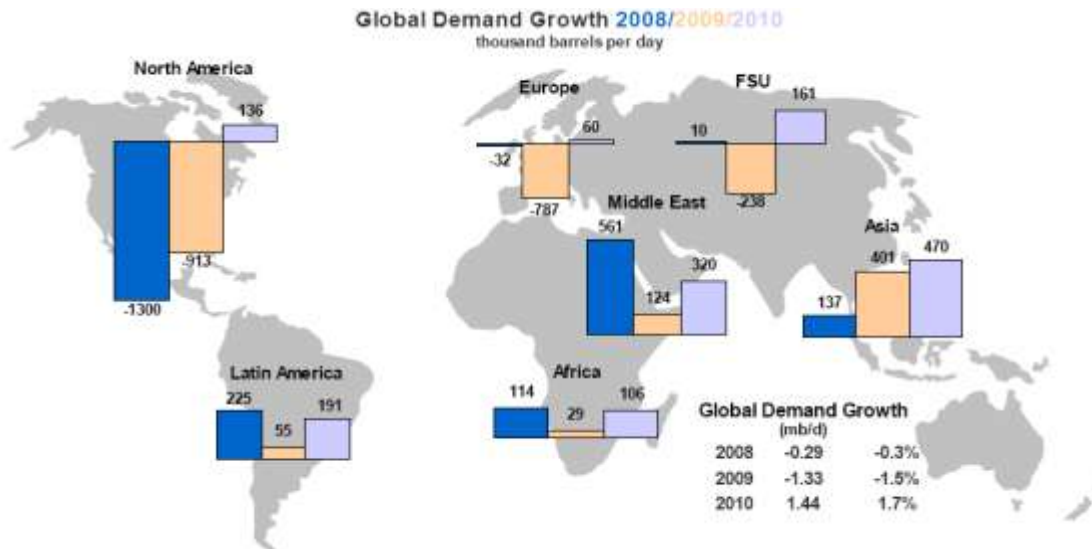 Global Demand Growth 2008/2009/2010
thousand barrels per day
North America
136
-913
-1300
Europe
-32
60
-787
FSU
10
161
-238
Middle East
561
124
320
Asia
137
401
470
Latin America
225
55
191
Africa
114
29
106
Global Demand Growth
(mb/d)
2008 -0.29 -0.3%
2009 -1.33 -1.5%
2010 1.44 1.7%